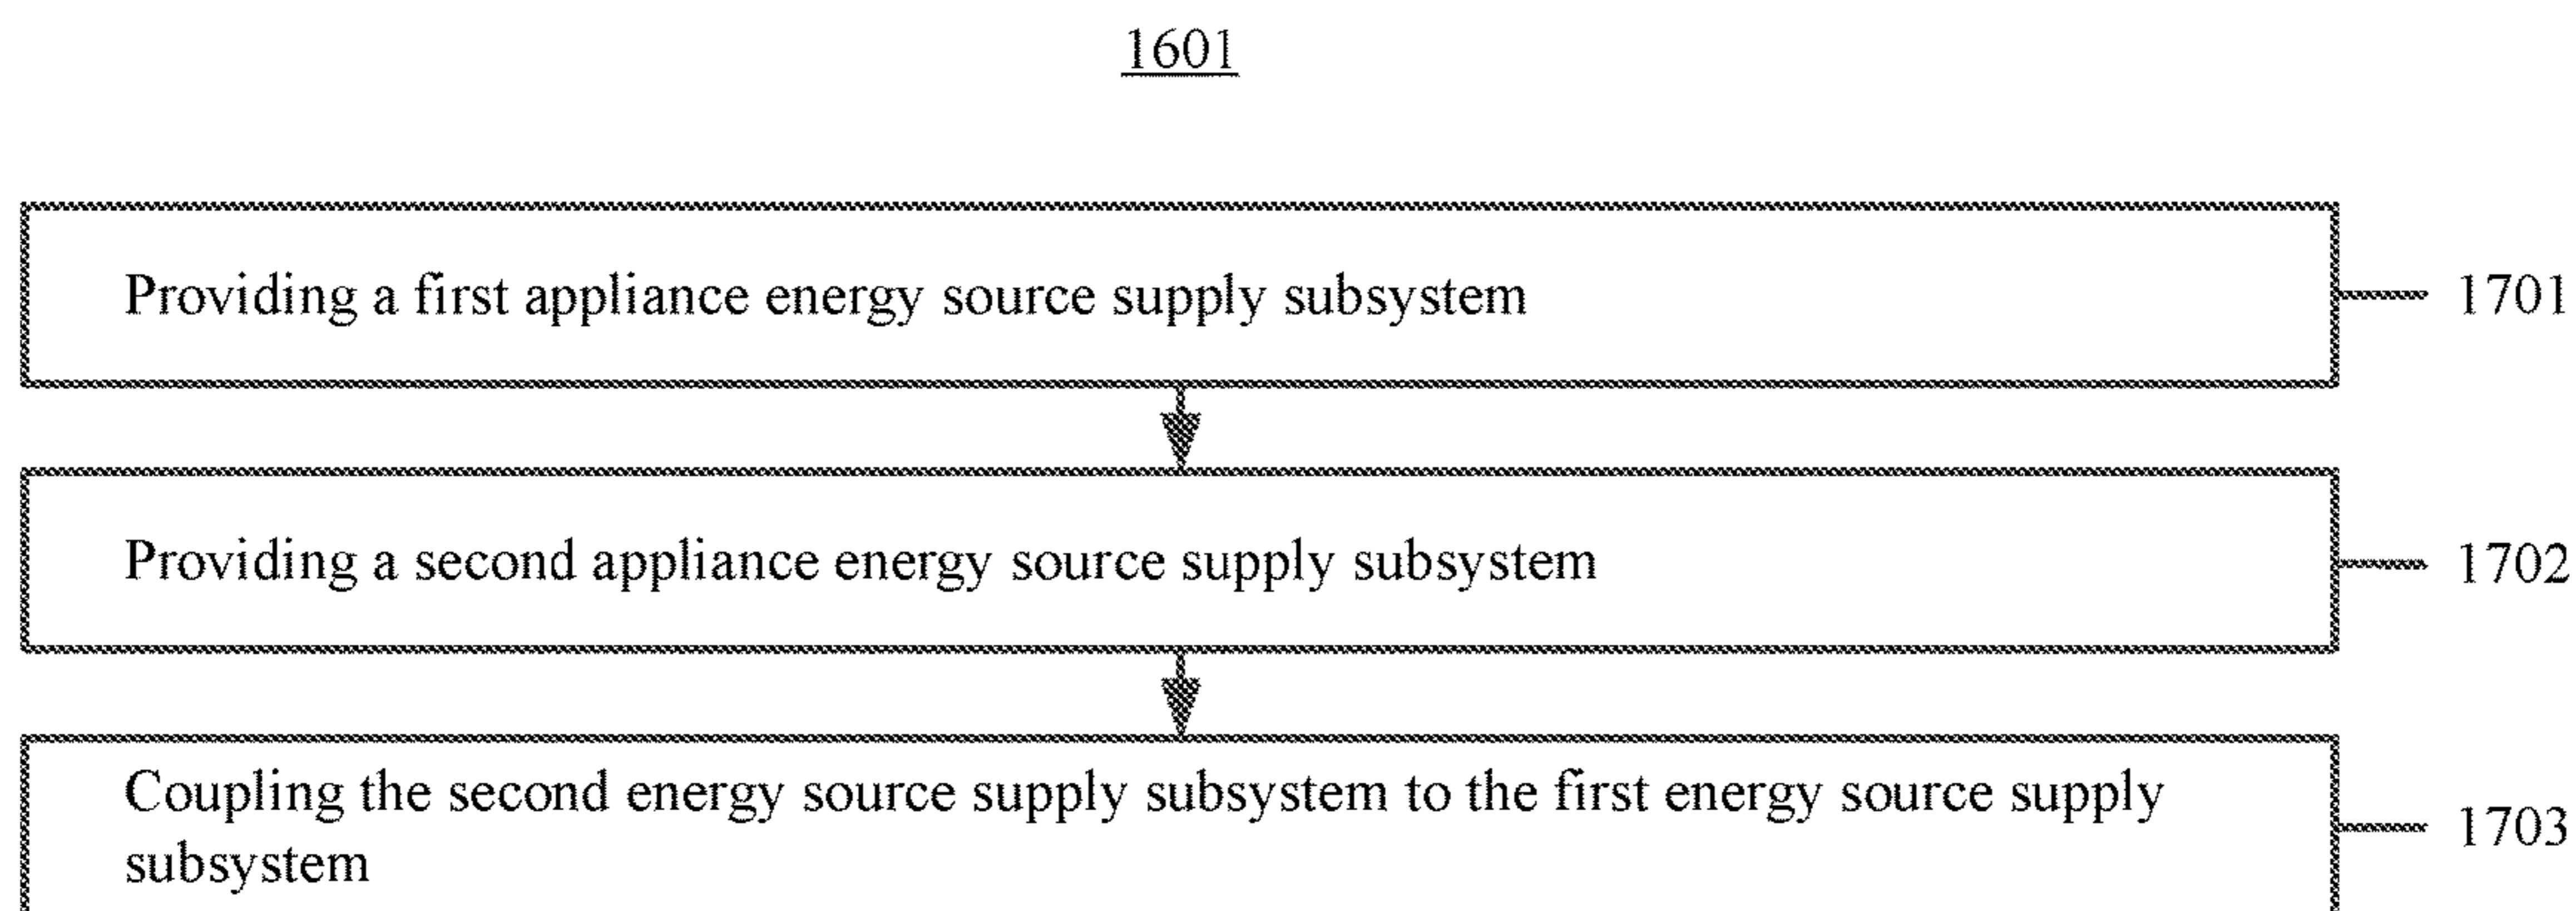 1601
Providing a first appliance energy source supply subsystem
1701
Providing a second appliance energy source supply subsystem
1702
Coupling the second energy source supply subsystem to the first energy source supply
subsystem
1703